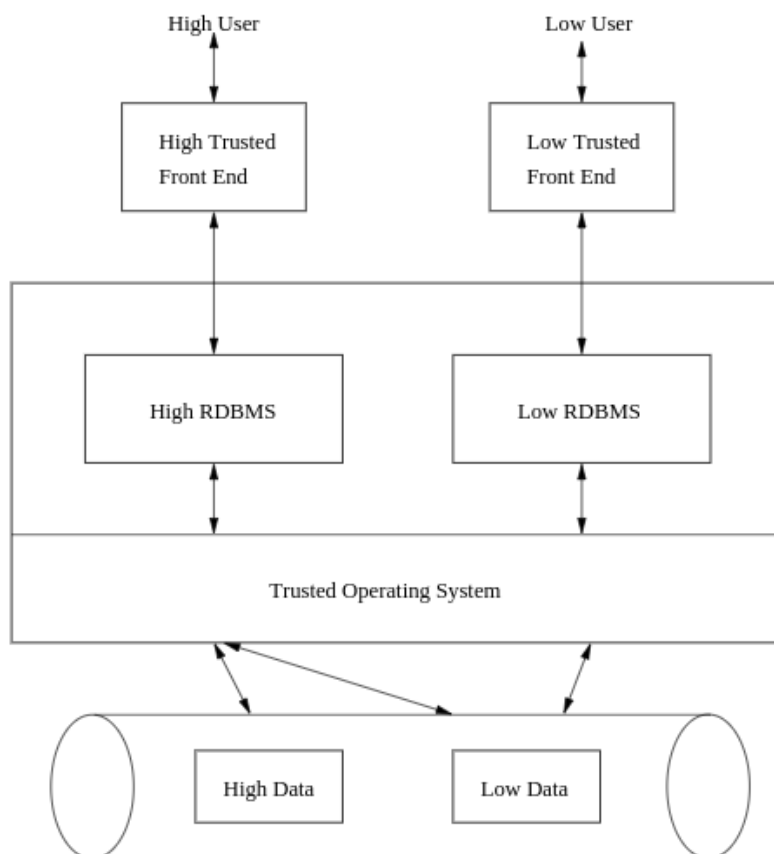 High User
Low User
High Trusted
Front End
Low Trusted
Front End
High RDBMS
Low RDBMS
Trusted Operating System
High Data
Low Data